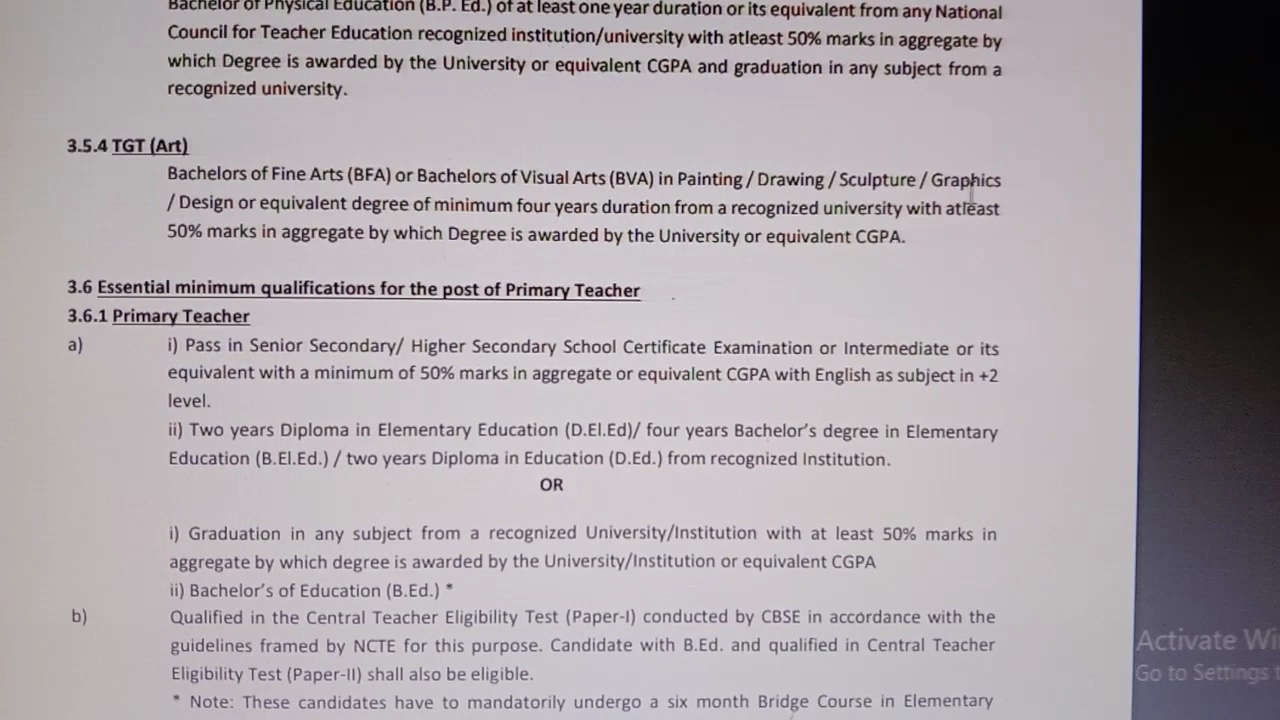 Bachelor of Physical Education (B.P. Ed.) of at least one year duration or its equivalent from any National
Council for Teacher Education recognized institution/university with atleast 50% marks in aggregate by
which Degree is awarded by the University or equivalent CGPA and graduation in any subject from a
recognized university.
3.5.4 TGT (Art)
Bachelors of Fine Arts (BFA) or Bachelors of Visual Arts (BVA) in Painting / Drawing / Sculpture / Graphics
/ Design or equivalent degree of minimum four years duration from a recognized university with atleast
50% marks in aggregate by which Degree is awarded by the University or equivalent CGPA.
3.6 Essential minimum qualifications for the post of Primary Teacher
3.6.1 Primary Teacher
a) i) Pass in Senior Secondary/ Higher Secondary School Certificate Examination or Intermediate or its
equivalent with a minimum of 50% marks in aggregate or equivalent CGPA with English as subject in +2
level.
ii) Two years Diploma in Elementary Education (D.El.Ed)/ four years Bachelor's degree in Elementary
Education (B.El.Ed.) / two years Diploma in Education (D.Ed.) from recognized Institution.
OR
i) Graduation in any subject from a recognized University/Institution with at least 50% marks in
aggregate by which degree is awarded by the University/Institution or equivalent CGPA
ii) Bachelor's of Education (B.Ed.) *
b) Qualified in the Central Teacher Eligibility Test (Paper-I) conducted by CBSE in accordance with the
guidelines framed by NCTE for this purpose. Candidate with B.Ed. and qualified in Central Teacher
Eligibility Test (Paper-II) shall also be eligible.
* Note: These candidates have to mandatorily undergo a six month Bridge Course in Elementary
Activate Wi
Go to Settings t